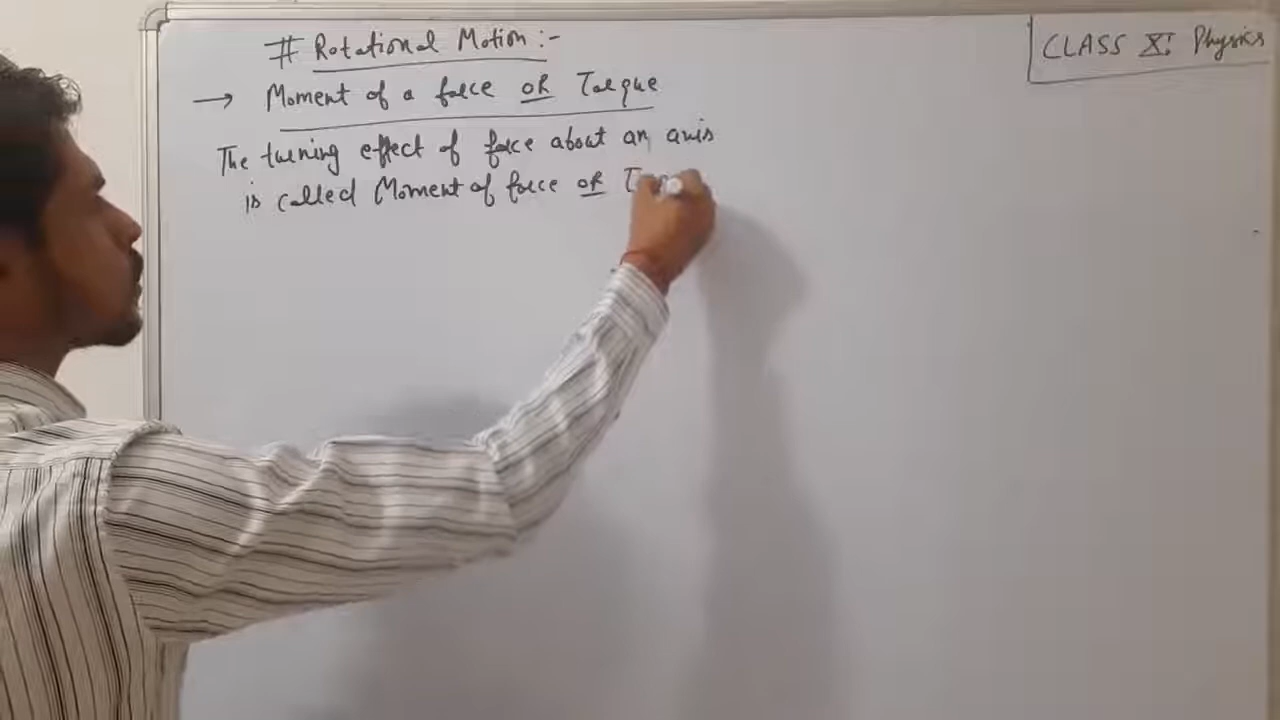 # Rotational Motion :-
CLASS XI Physics
→ Moment of a force OR Torque
The turning effect of force about an axis
is called Moment of force OR